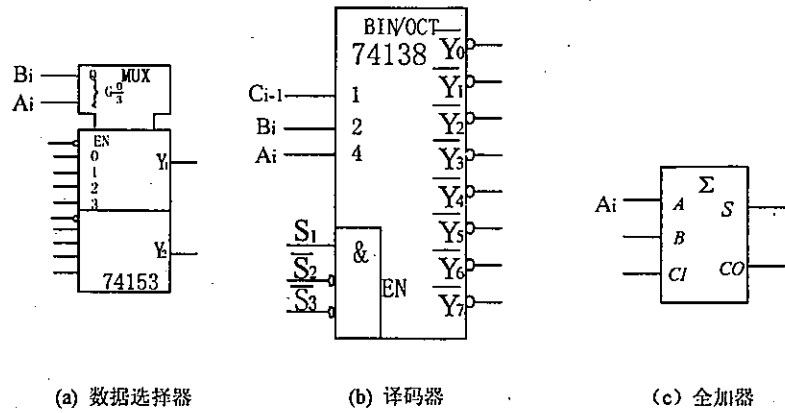 Bi
Ai
0 MUX
G 0/3
EN
0
1
2
3
Y1
Y2
74153
(a) 数据选择器
BIN/OCT
74138
Ci-1
Bi
Ai
1
2
4
S1
S2
S3
&
EN
Y0
Y1
Y2
Y3
Y4
Y5
Y6
Y7
(b) 译码器
Σ
Ai
A
B
CI
S
CO
(c) 全加器